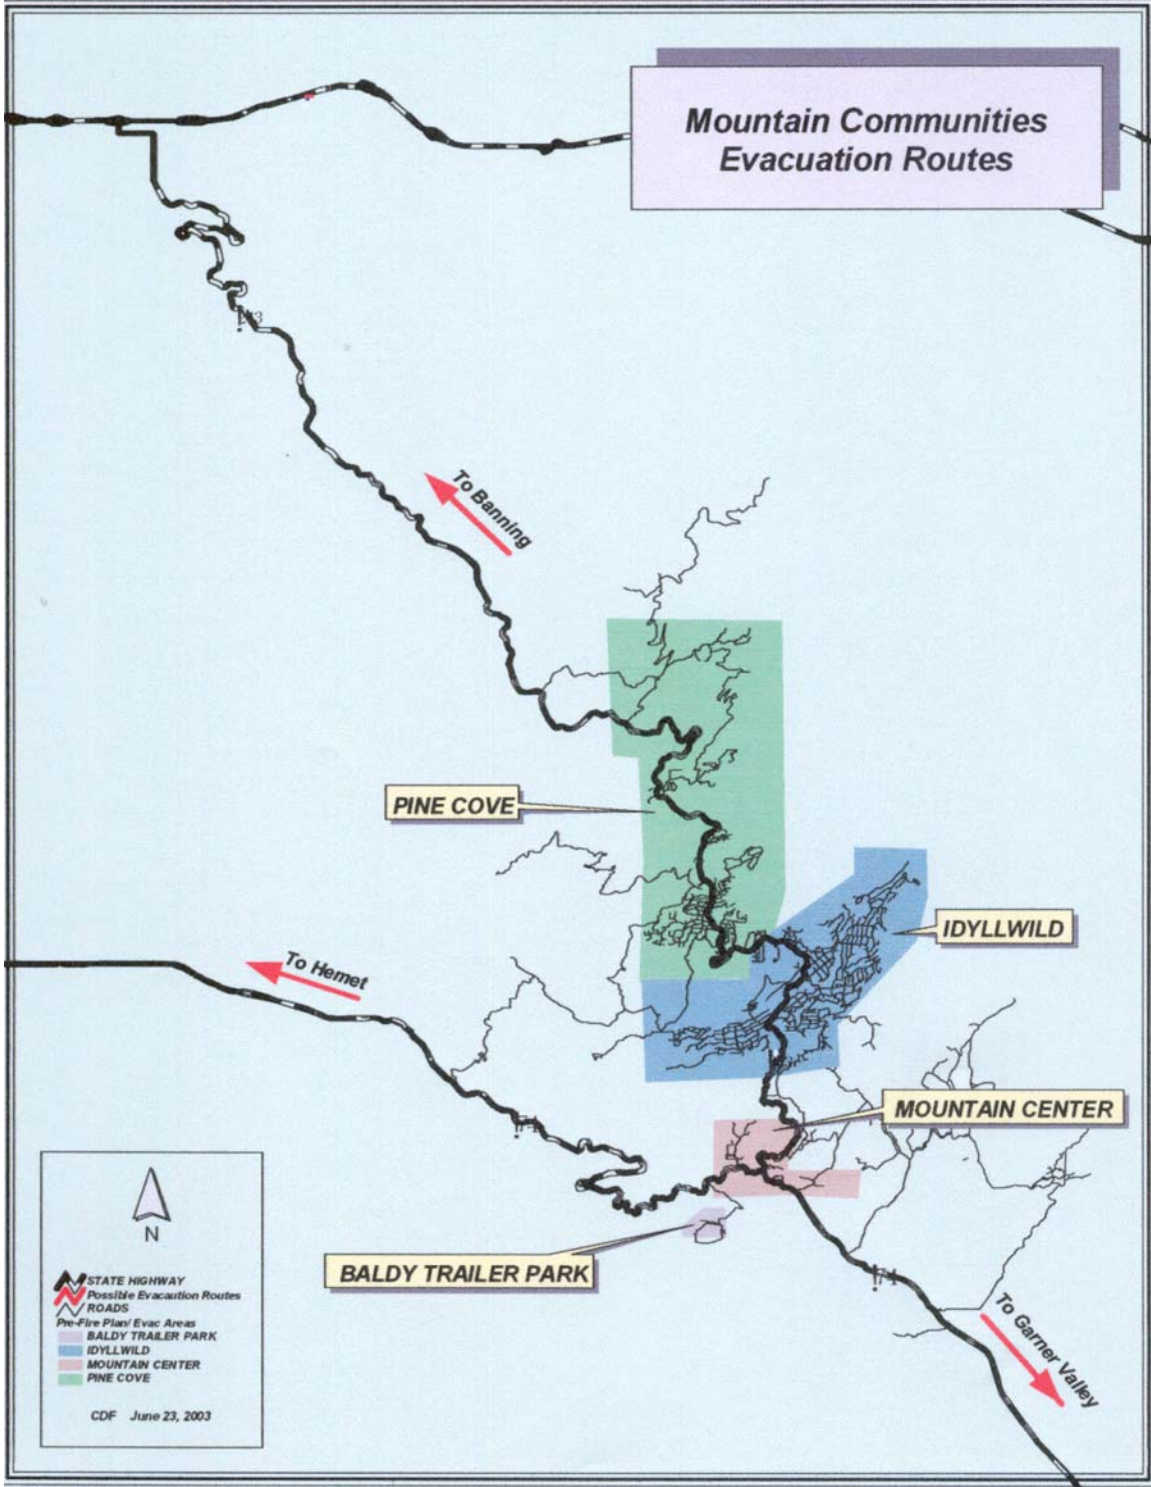 Mountain Communities
Evacuation Routes
To Banning
PINE COVE
IDYLLWILD
To Hemet
MOUNTAIN CENTER
BALDY TRAILER PARK
To Garner Valley
N
STATE HIGHWAY
Possible Evacaution Routes
ROADS
Pre-Fire Plan/ Evac Areas
BALDY TRAILER PARK
IDYLLWILD
MOUNTAIN CENTER
PINE COVE
CDF June 23, 2003